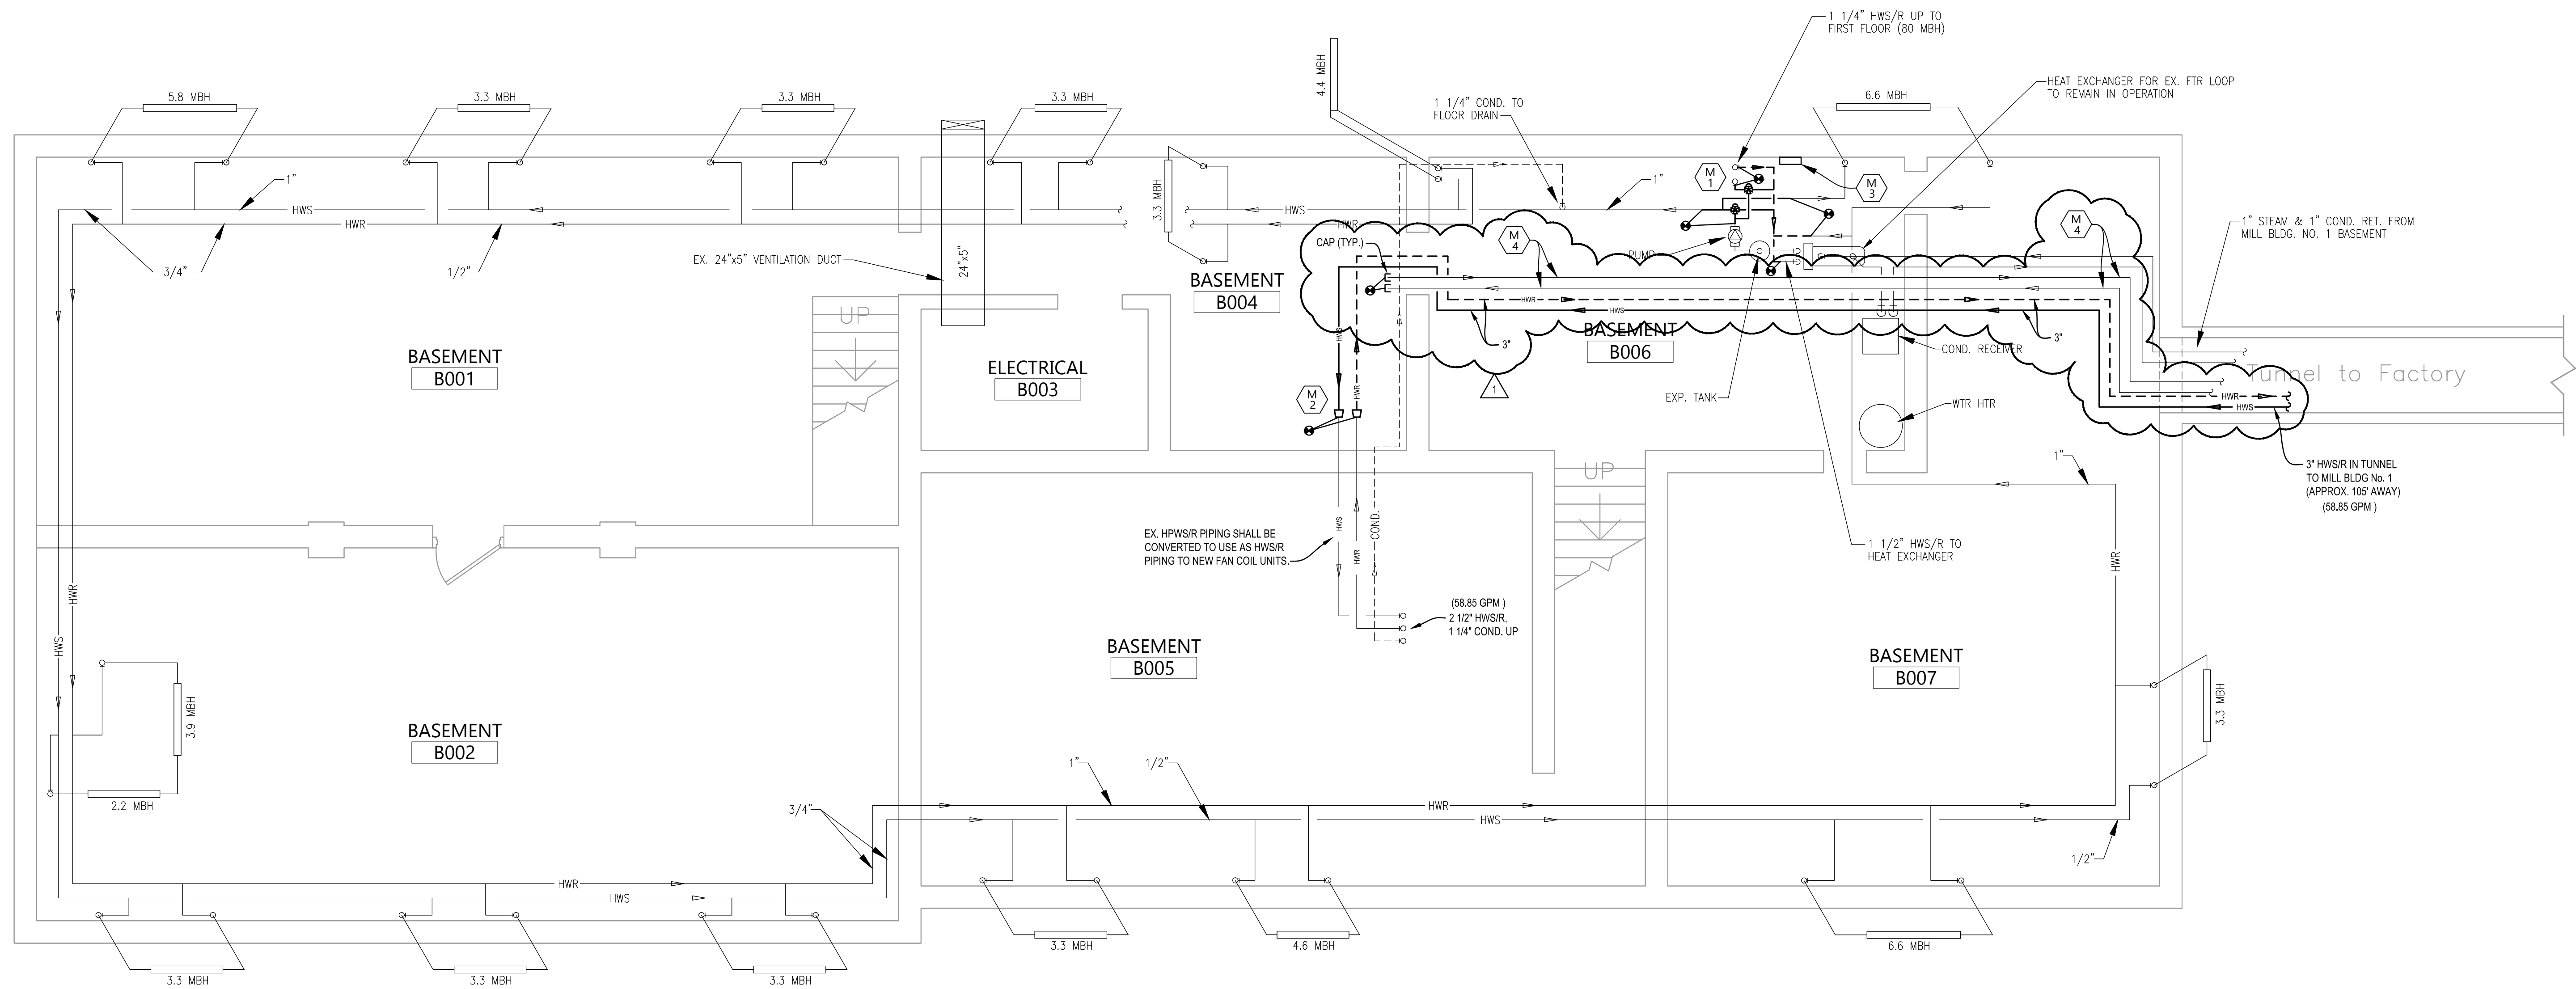 1 1/4" HWS/R UP TO
FIRST FLOOR (80 MBH)
HEAT EXCHANGER FOR EX. FTR LOOP
TO REMAIN IN OPERATION
5.8 MBH
3.3 MBH
3.3 MBH
3.3 MBH
4.4 MBH
1 1/4" COND. TO
FLOOR DRAIN
6.6 MBH
3.3 MBH
M
1
M
3
1"
1"
HWS
HWR
HWS
HWR
3/4"
1/2"
EX. 24"x5" VENTILATION DUCT
24"x5"
CAP (TYP.)
M
4
PUMP
M
4
1" STEAM & 1" COND. RET. FROM
MILL BLDG. NO. 1 BASEMENT
BASEMENT
B004
HWR
HWS
3"
3"
BASEMENT
B006
UP
BASEMENT
B001
ELECTRICAL
B003
HWS
HWR
M
2
1
EXP. TANK
COND. RECEIVER
WTR HTR
Tunnel to Factory
HWR
HWS
3" HWS/R IN TUNNEL
TO MILL BLDG No. 1
(APPROX. 105' AWAY)
(58.85 GPM )
1"
UP
EX. HPWS/R PIPING SHALL BE
CONVERTED TO USE AS HWS/R
PIPING TO NEW FAN COIL UNITS.
HWS
HWR
COND.
1 1/2" HWS/R TO
HEAT EXCHANGER
HWR
HWR
HWS
(58.85 GPM )
2 1/2" HWS/R,
1 1/4" COND. UP
BASEMENT
B005
BASEMENT
B007
3.9 MBH
2.2 MBH
BASEMENT
B002
3.3 MBH
1"
1/2"
3/4"
HWR
HWS
1/2"
HWR
HWS
3.3 MBH
4.6 MBH
6.6 MBH
3.3 MBH
3.3 MBH
3.3 MBH